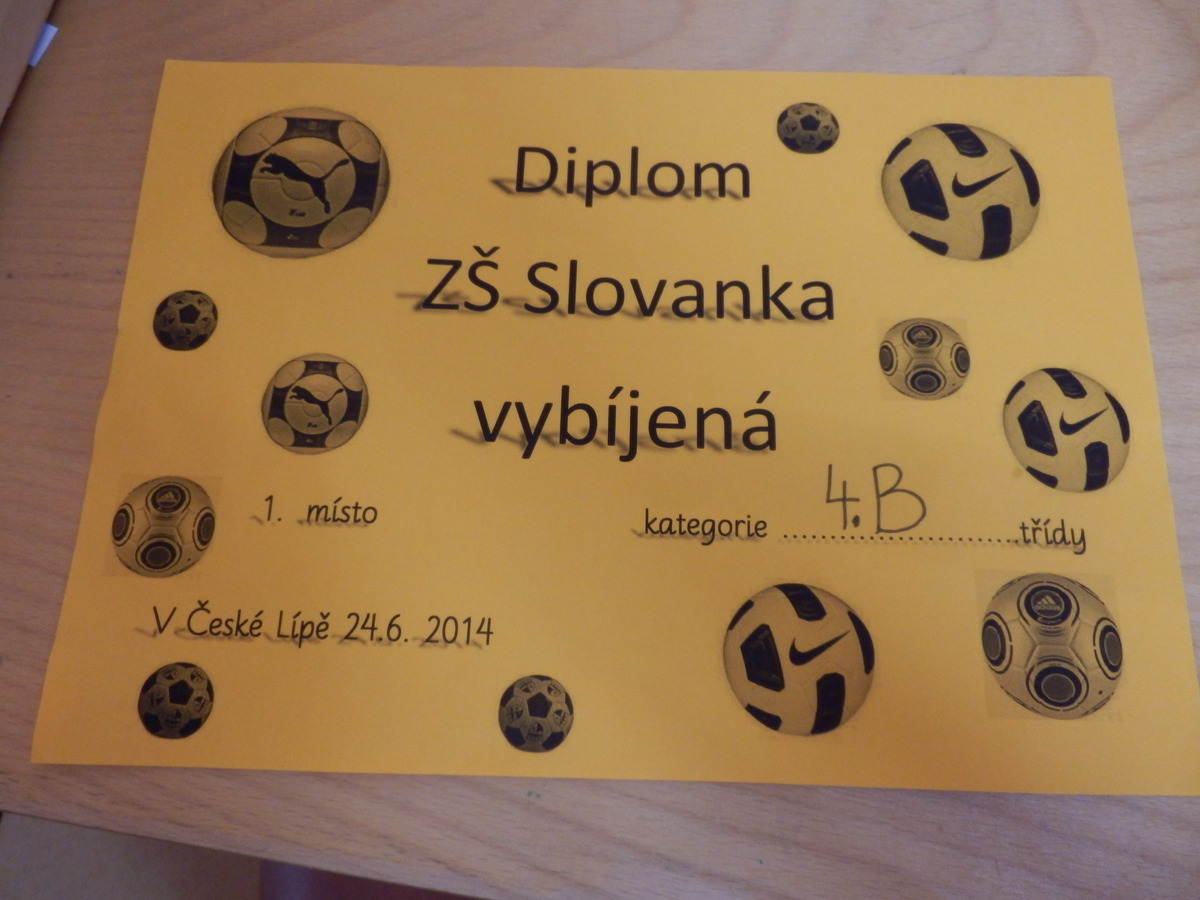 Diplom
ZŠ Slovanka
vybíjená
1. místo
kategorie ..........4.B..........třídy
V České Lípě 24.6. 2014